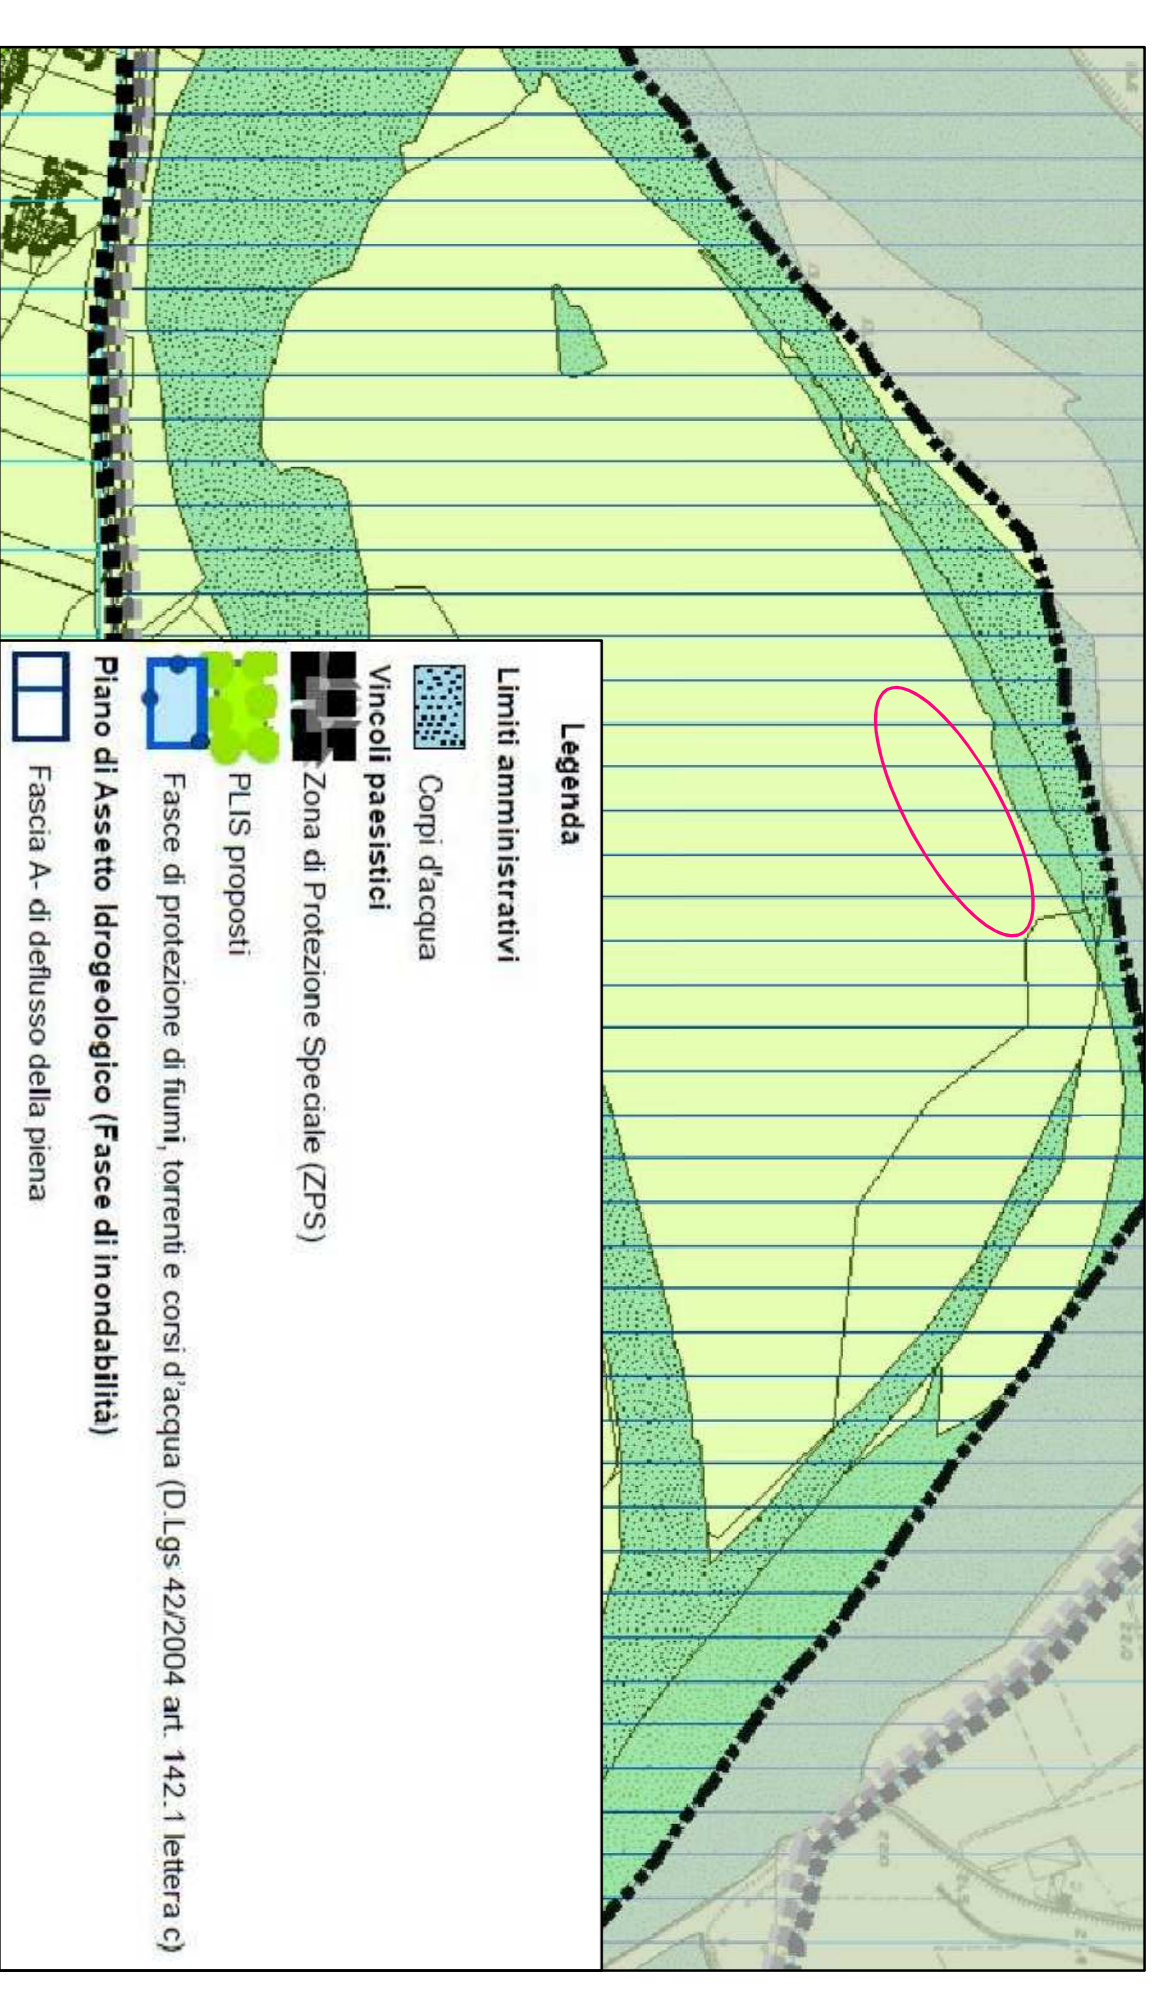 Legenda
Limiti amministrativi
Corpi d'acqua
Vincoli paesistici
Zona di Protezione Speciale (ZPS)
PLIS proposti
Fasce di protezione di fiumi, torrenti e corsi d'acqua (D.Lgs 42/2004 art. 142.1 lettera c)
Piano di Assetto Idrogeologico (Fasce di inondabilità)
Fascia A- di deflusso della piena